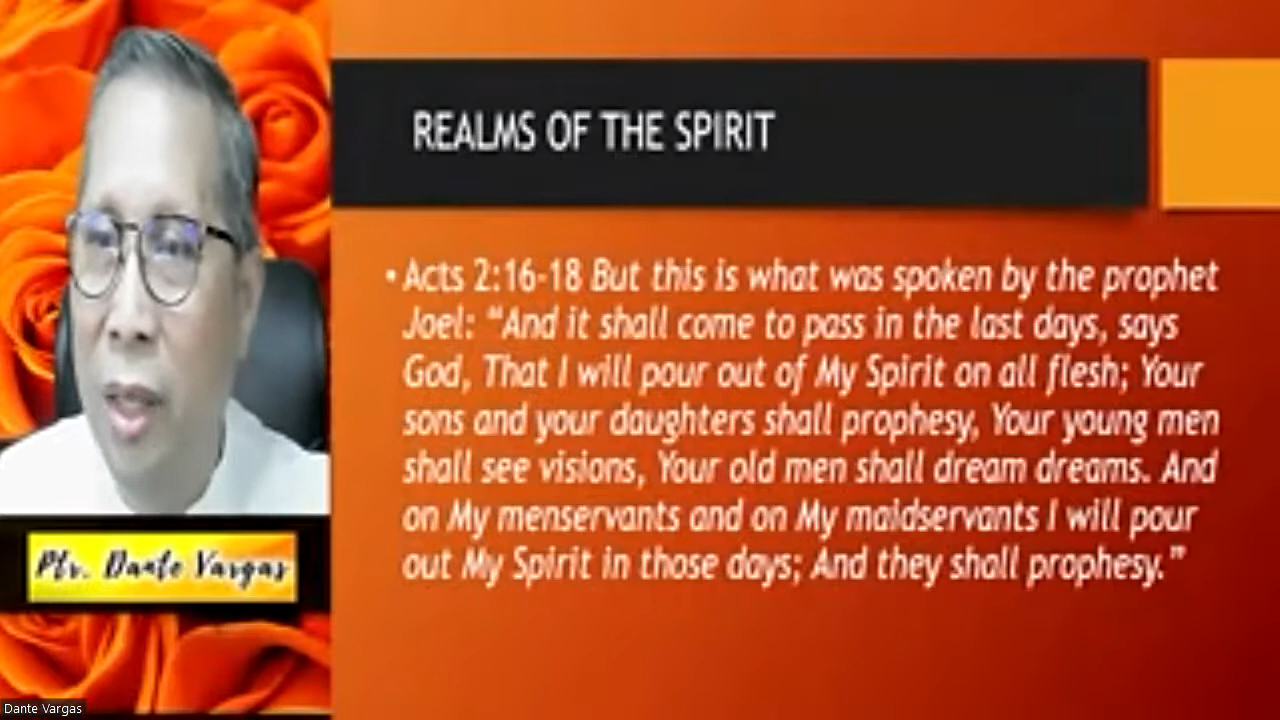 REALMS OF THE SPIRIT
• Acts 2:16-18 But this is what was spoken by the prophet
Joel: “And it shall come to pass in the last days, says
God, That I will pour out of My Spirit on all flesh; Your
sons and your daughters shall prophesy, Your young men
shall see visions, Your old men shall dream dreams. And
on My menservants and on My maidservants I will pour
out My Spirit in those days; And they shall prophesy.”
Ptr. Dante Vargas
Dante Vargas